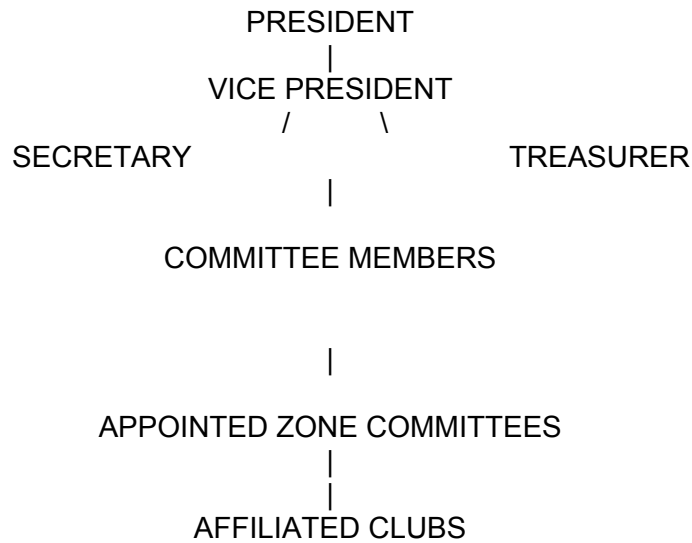 PRESIDENT
|
VICE PRESIDENT
/ \
SECRETARY TREASURER
|
COMMITTEE MEMBERS
|
APPOINTED ZONE COMMITTEES
|
|
AFFILIATED CLUBS